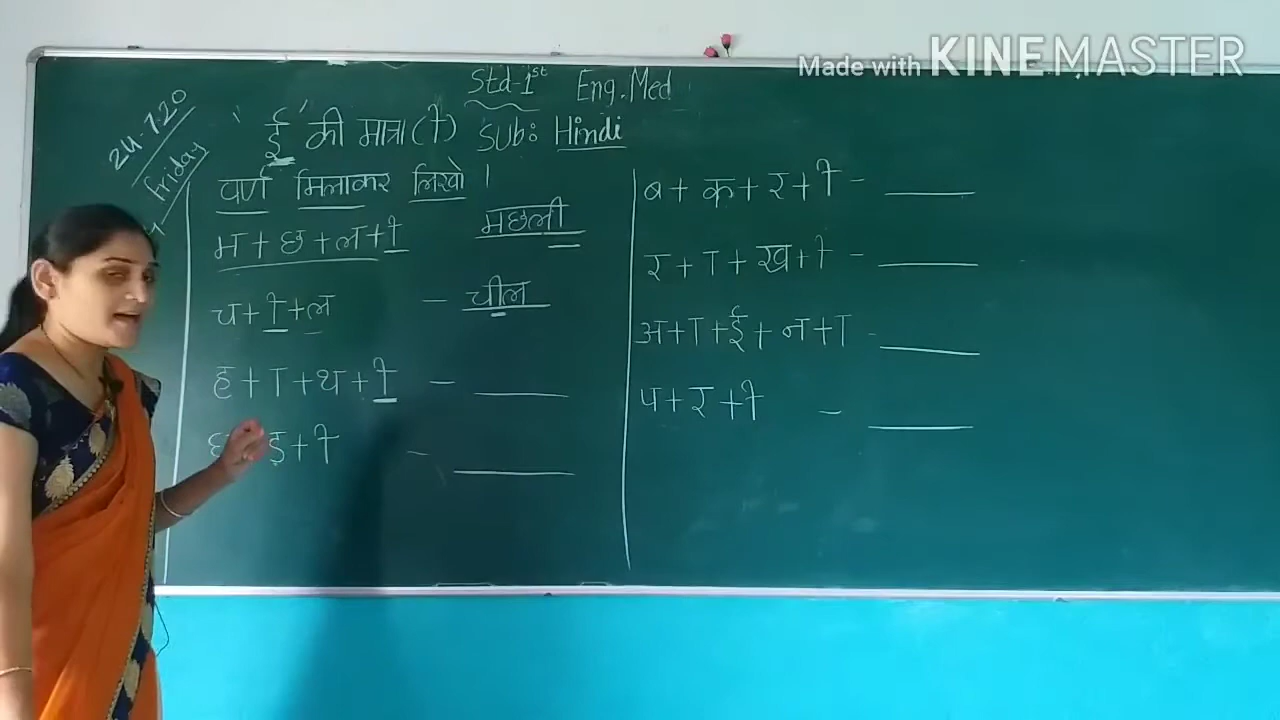 Made with KINEMASTER
Std-1st Eng.Med
24.7.20
Friday
"ई" की मात्रा (ी) Sub: Hindi
वर्ण मिलाकर लिखो ।
म + छ + ल + ी मछली
च + ी + ल – चील
ह + ा + थ + ी – ____
ड़ + ी – ____
ब + क + र + ी – ____
र + ा + ख + ी – ____
अ + ा + ई + न + ा – ____
प + र + ी – ____